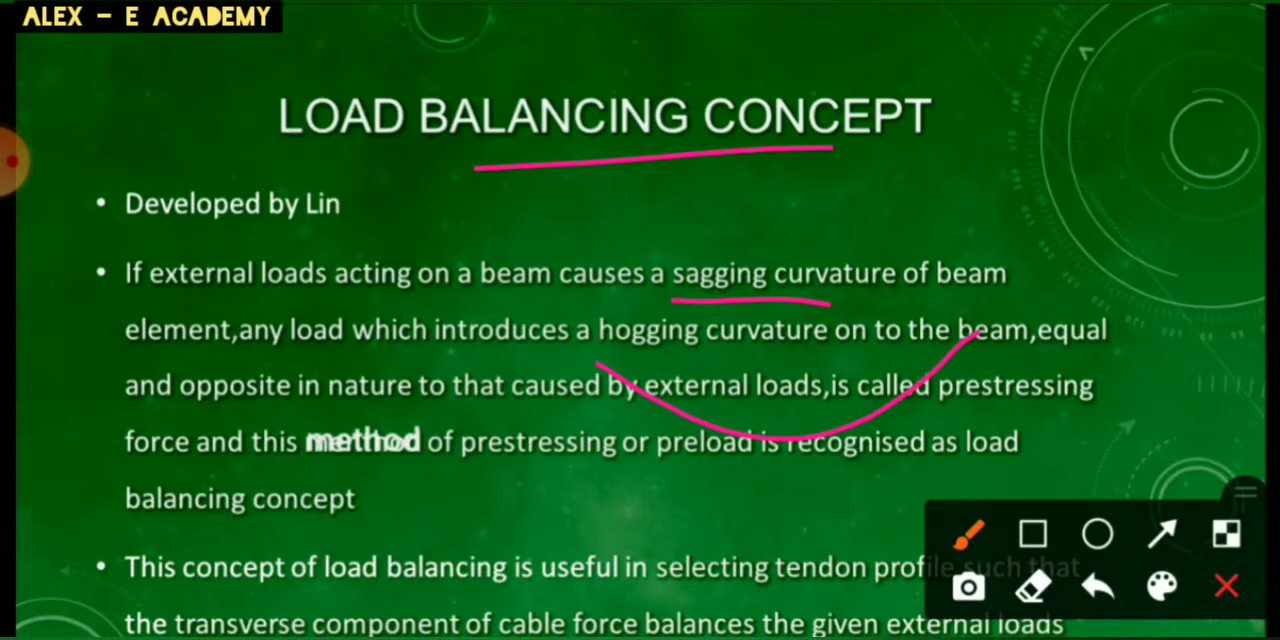 ALEX - E ACADEMY
LOAD BALANCING CONCEPT
• Developed by Lin
• If external loads acting on a beam causes a sagging curvature of beam
element,any load which introduces a hogging curvature on to the beam,equal
and opposite in nature to that caused by external loads,is called prestressing
force and this method of prestressing or preload is recognised as load
balancing concept
• This concept of load balancing is useful in selecting tendon profile such that
the transverse component of cable force balances the given external loads